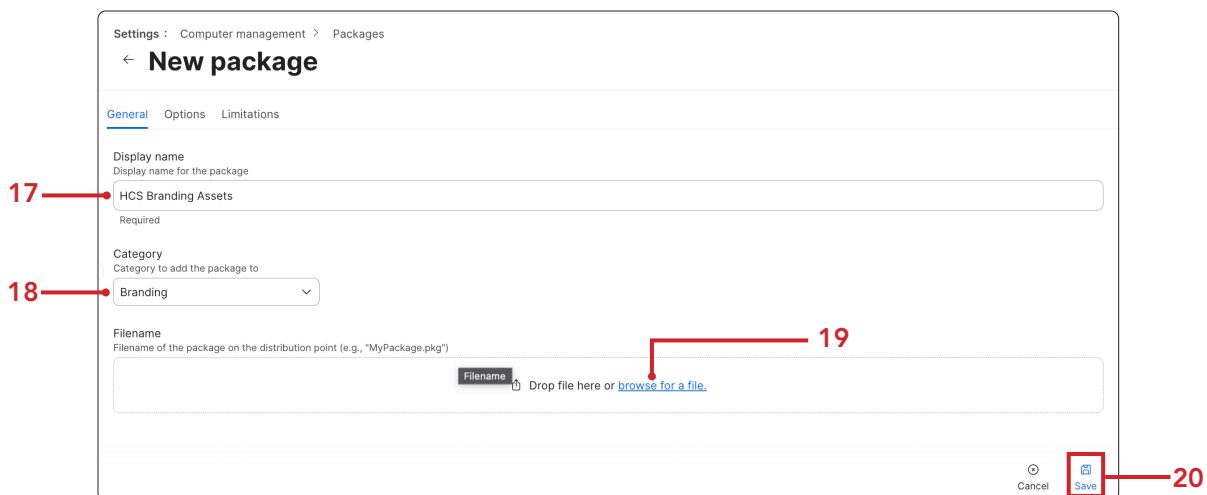 Settings : Computer management > Packages
← New package
General Options Limitations
Display name
Display name for the package
17
HCS Branding Assets
Required
Category
Category to add the package to
18
Branding
Filename
19
Filename of the package on the distribution point (e.g., "MyPackage.pkg")
Filename
Drop file here or browse for a file.
Cancel
Save
20